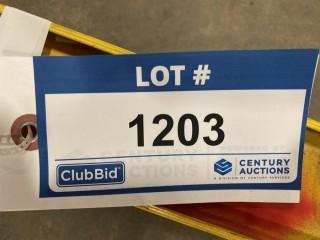 LOT #
1203
ClubBid
CENTURY
AUCTIONS
A DIVISION OF CENTURY SERVICES